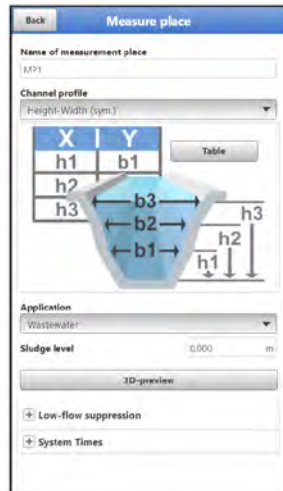 Back
Measure place
Name of measurement place
MP1
Channel profile
Height-Width (sym.)
X | Y
h1 b1
h2
h3
Table
b3
b2
b1
h3
h2
h1
Application
Wastewater
Sludge level 0.000 m
3D-preview
Low-flow suppression
System Times